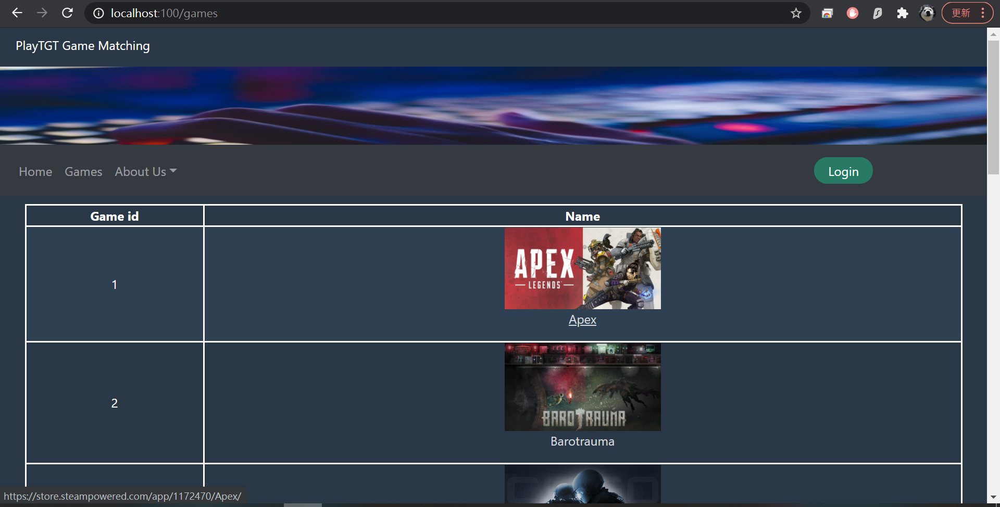 localhost:100/games
更新
PlayTGT Game Matching
Home Games About Us
Login
Game id Name
APEX
LEGENDS
1
Apex
BAROTRAUMA
2
Barotrauma
https://store.steampowered.com/app/1172470/Apex/